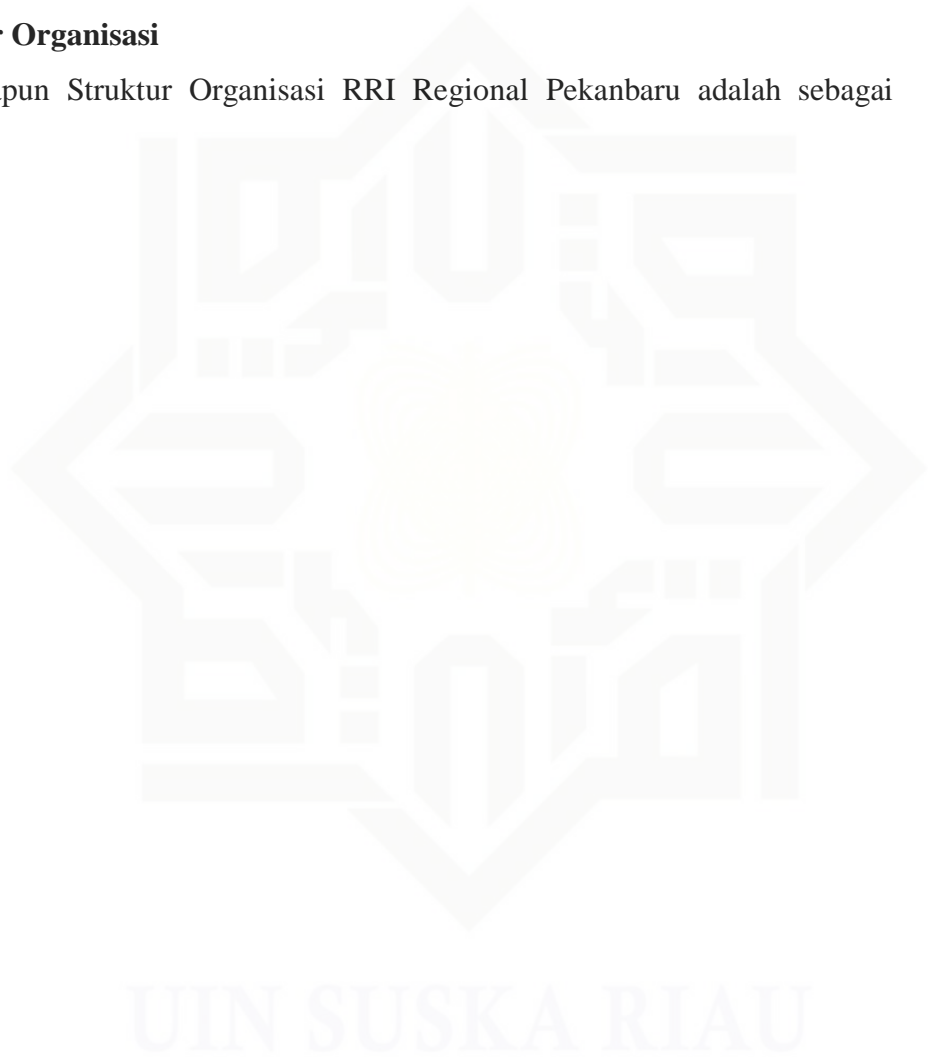 r Organisasi
pun Struktur Organisasi RRI Regional Pekanbaru adalah sebagai
UIN SUSKA RIAU